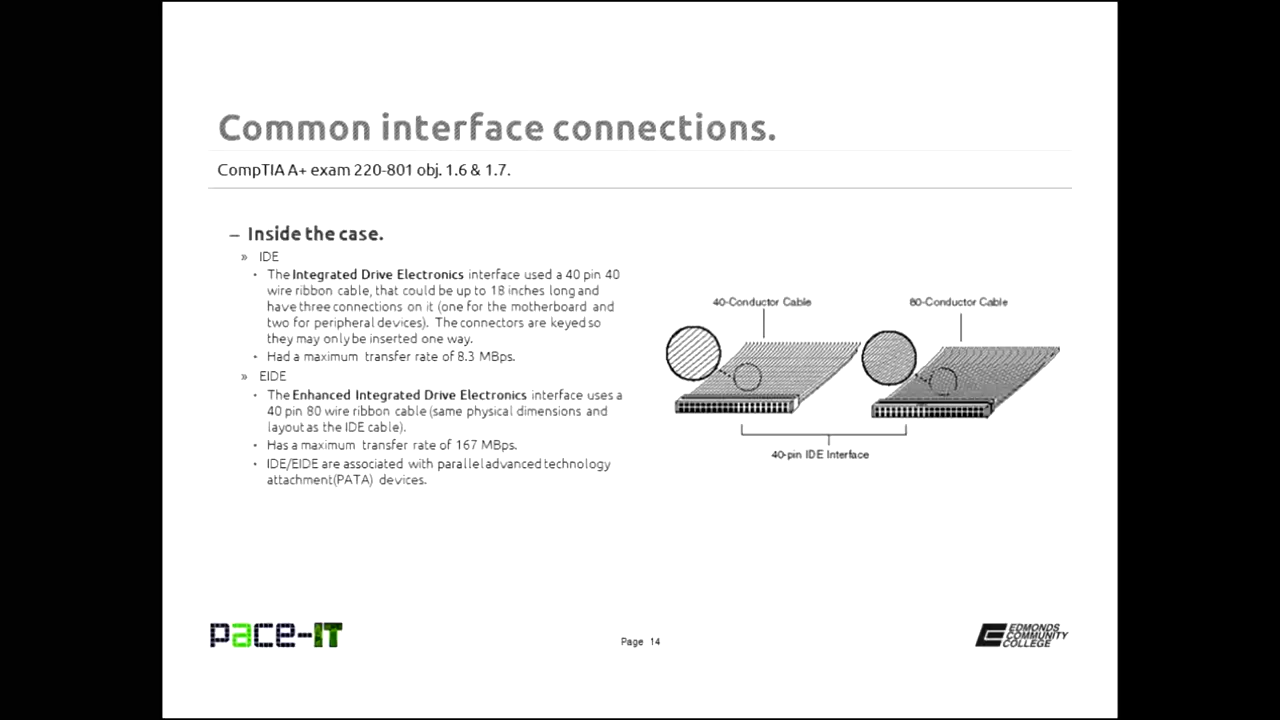 Common interface connections.
CompTIA A+ exam 220-801 obj. 1.6 & 1.7.
– Inside the case.
» IDE
• The Integrated Drive Electronics interface used a 40 pin 40
wire ribbon cable, that could be up to 18 inches long and
have three connections on it (one for the motherboard and
two for peripheral devices). The connectors are keyed so
they may only be inserted one way.
• Had a maximum transfer rate of 8.3 MBps.
» EIDE
• The Enhanced Integrated Drive Electronics interface uses a
40 pin 80 wire ribbon cable (same physical dimensions and
layout as the IDE cable).
• Has a maximum transfer rate of 167 MBps.
• IDE/EIDE are associated with parallel advanced technology
attachment(PATA) devices.
40-Conductor Cable
80-Conductor Cable
40-pin IDE Interface
pace-IT
Page 14
EDMONDS
COMMUNITY
COLLEGE